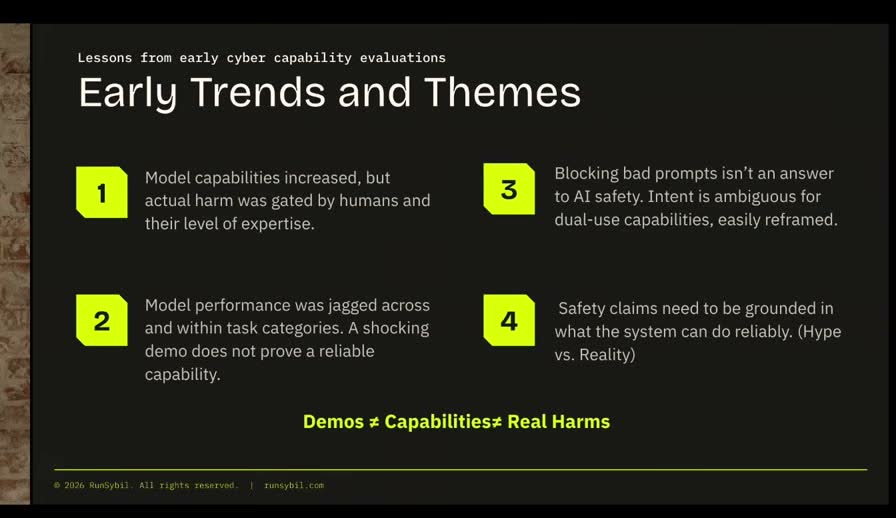 Lessons from early cyber capability evaluations
Early Trends and Themes
1
Model capabilities increased, but
actual harm was gated by humans and
their level of expertise.
2
Model performance was jagged across
and within task categories. A shocking
demo does not prove a reliable
capability.
3
Blocking bad prompts isn’t an answer
to AI safety. Intent is ambiguous for
dual-use capabilities, easily reframed.
4
Safety claims need to be grounded in
what the system can do reliably. (Hype
vs. Reality)
Demos ≠ Capabilities≠ Real Harms
© 2026 RunSybil. All rights reserved. | runsybil.com